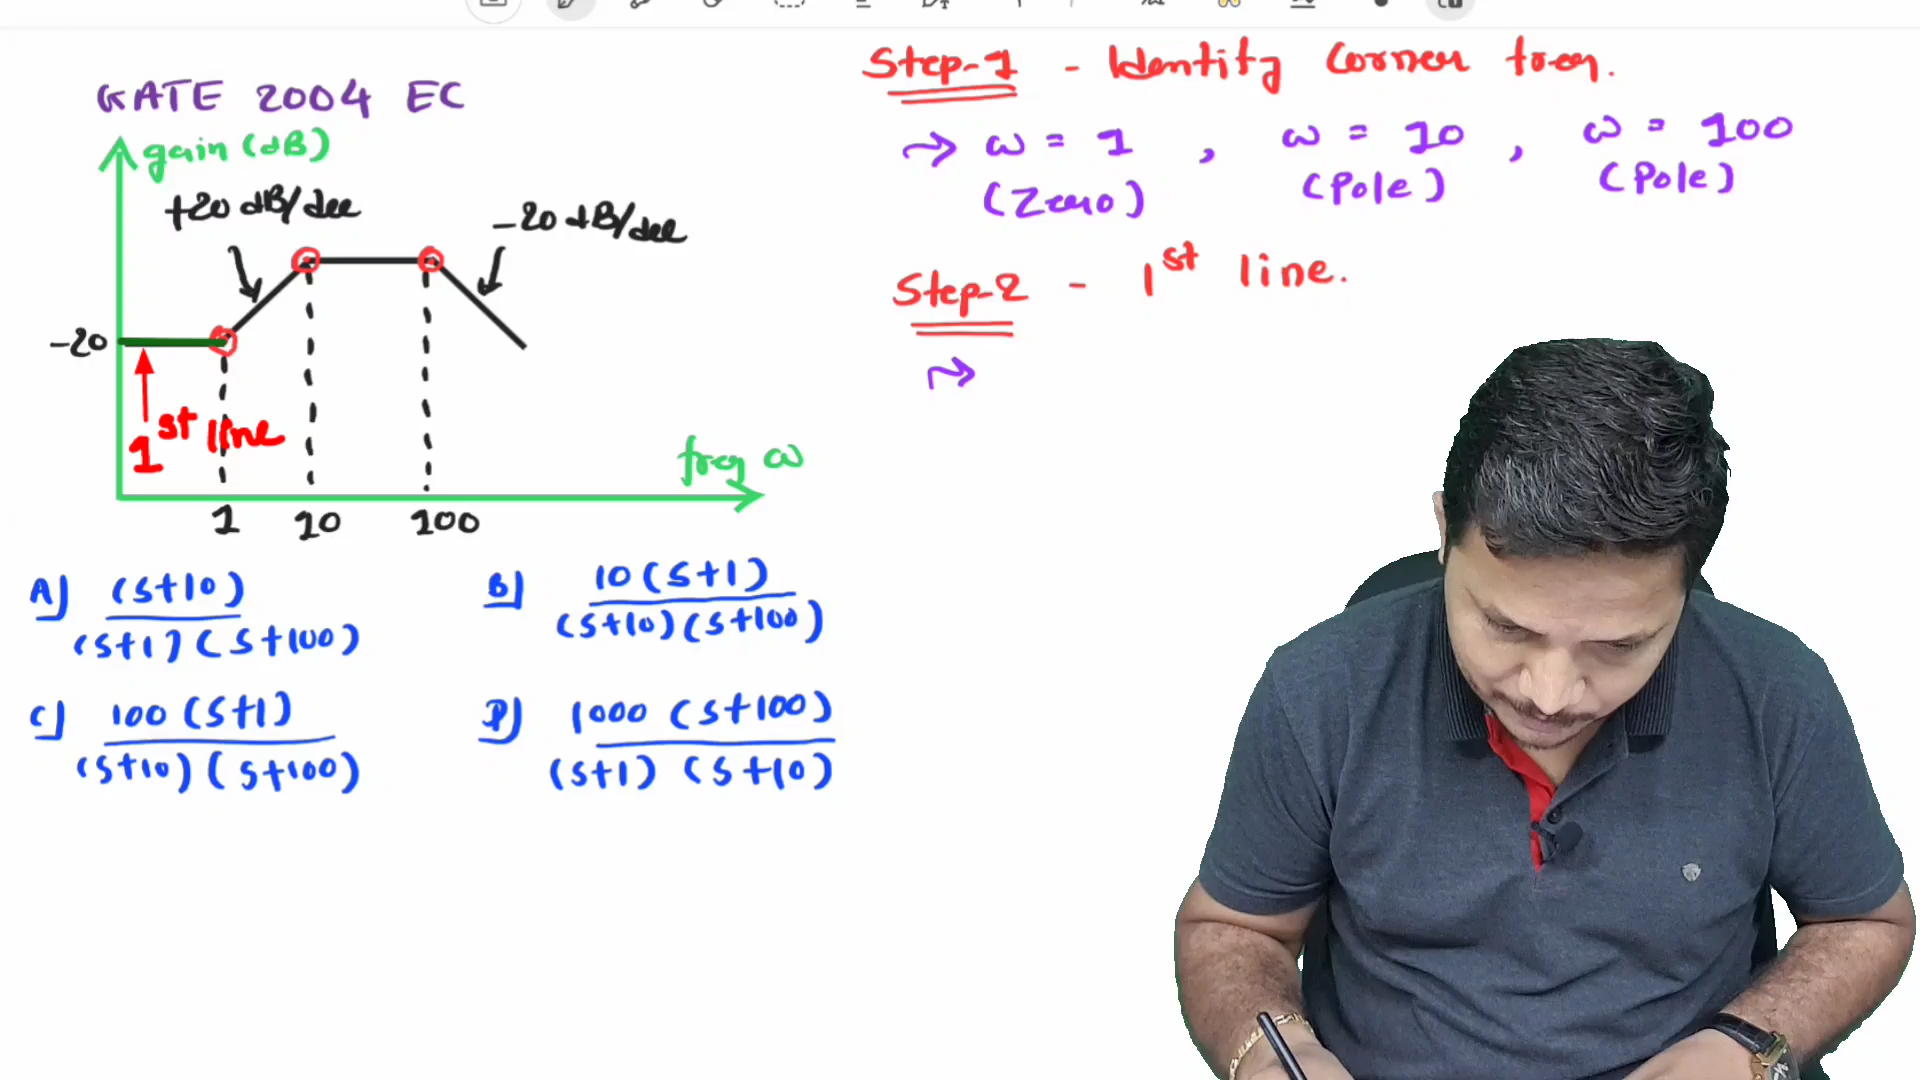 GATE 2004 EC
gain (dB)
+20 dB/dec
-20 dB/dec
-20
1st line
freq ω
1 10 100
A) (s+10)
(s+1)(s+100)
B) 10(s+1)
(s+10)(s+100)
C) 100(s+1)
(s+10)(s+100)
D) 1000(s+100)
(s+1)(s+10)
Step-1 - Identify Corner freq.
→ ω = 1 , ω = 10 , ω = 100
(Zero) (Pole) (Pole)
Step-2 - 1st line.
→